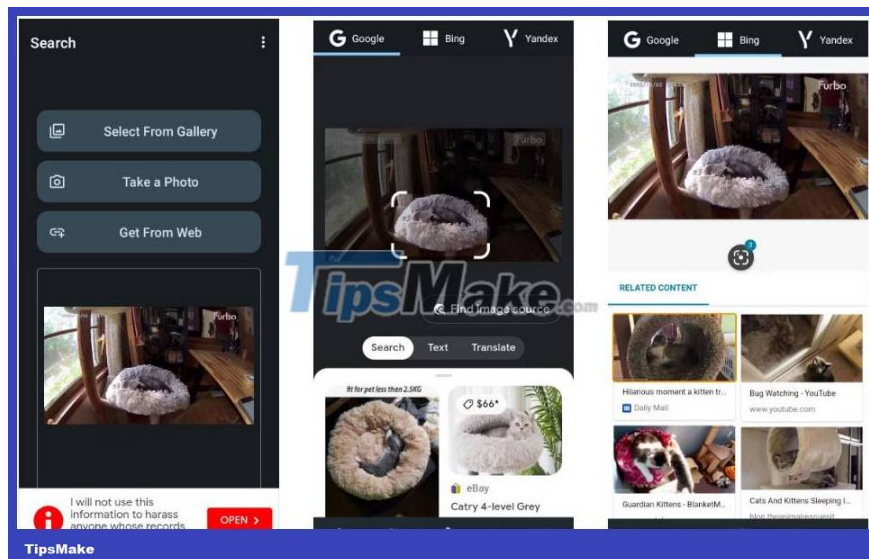 Search
Select From Gallery
Take a Photo
Get From Web
Furbo
I will not use this
information to harass
anyone whose records
OPEN
Google
Bing
Yandex
Furbo
Find image source
Search
Text
Translate
fit for pet less than 2.5KG
$66*
eBay
Catry 4-level Grey
Google
Bing
Yandex
Furbo
3
RELATED CONTENT
Hilarious moment a kitten tr...
Daily Mail
Bug Watching - YouTube
www.youtube.com
Guardian Kittens - BlanketM...
Cats And Kittens Sleeping I...
TipsMake.com
TipsMake